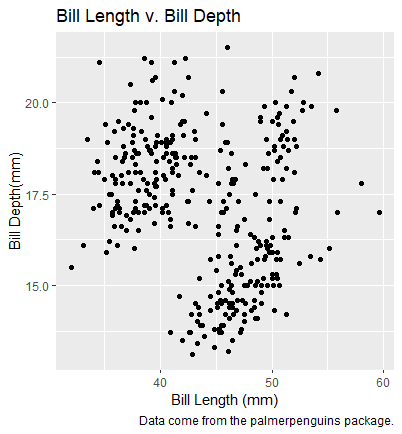 Bill Length v. Bill Depth
20.0
17.5
15.0
Bill Depth(mm)
40
50
60
Bill Length (mm)
Data come from the palmerpenguins package.